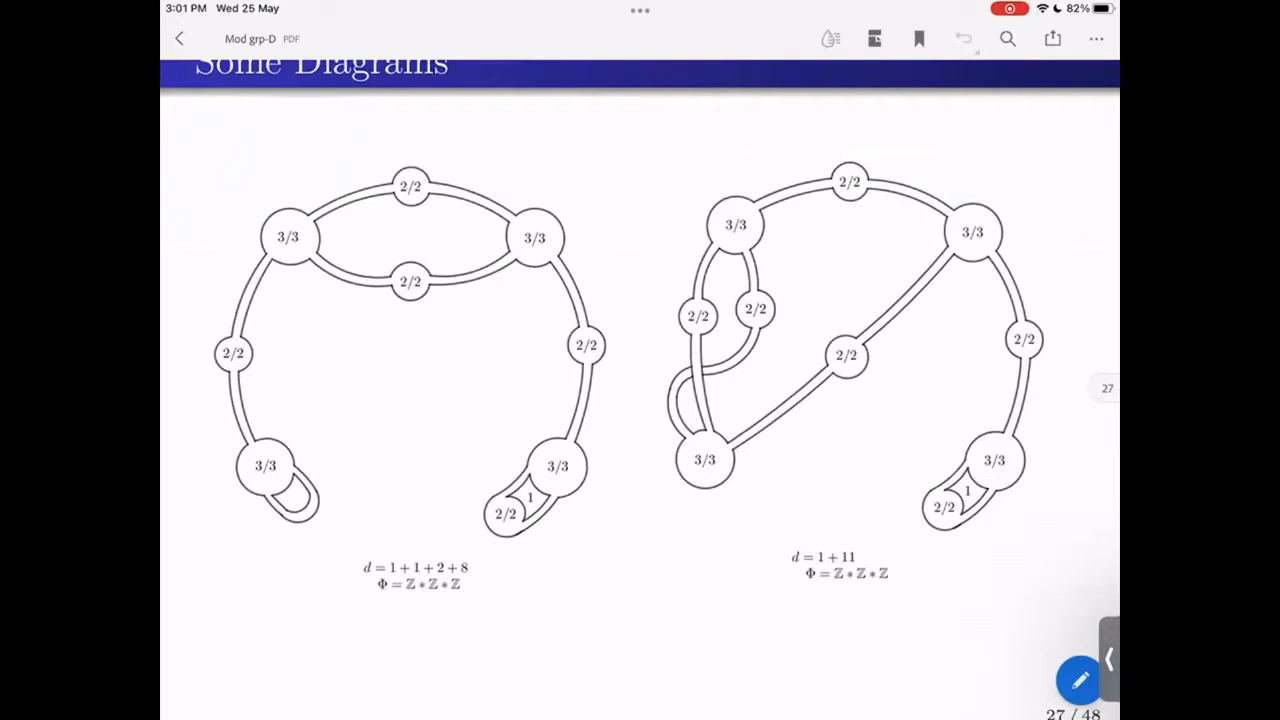 3:01 PM Wed 25 May
82%
Mod grp-D PDF
Some Diagrams
2/2
3/3
3/3
2/2
2/2
2/2
3/3
3/3
1
2/2
d = 1 + 1 + 2 + 8
Φ = ℤ * ℤ * ℤ
2/2
3/3
3/3
2/2
2/2
2/2
2/2
3/3
3/3
1
2/2
d = 1 + 11
Φ = ℤ * ℤ * ℤ
27
27 / 48